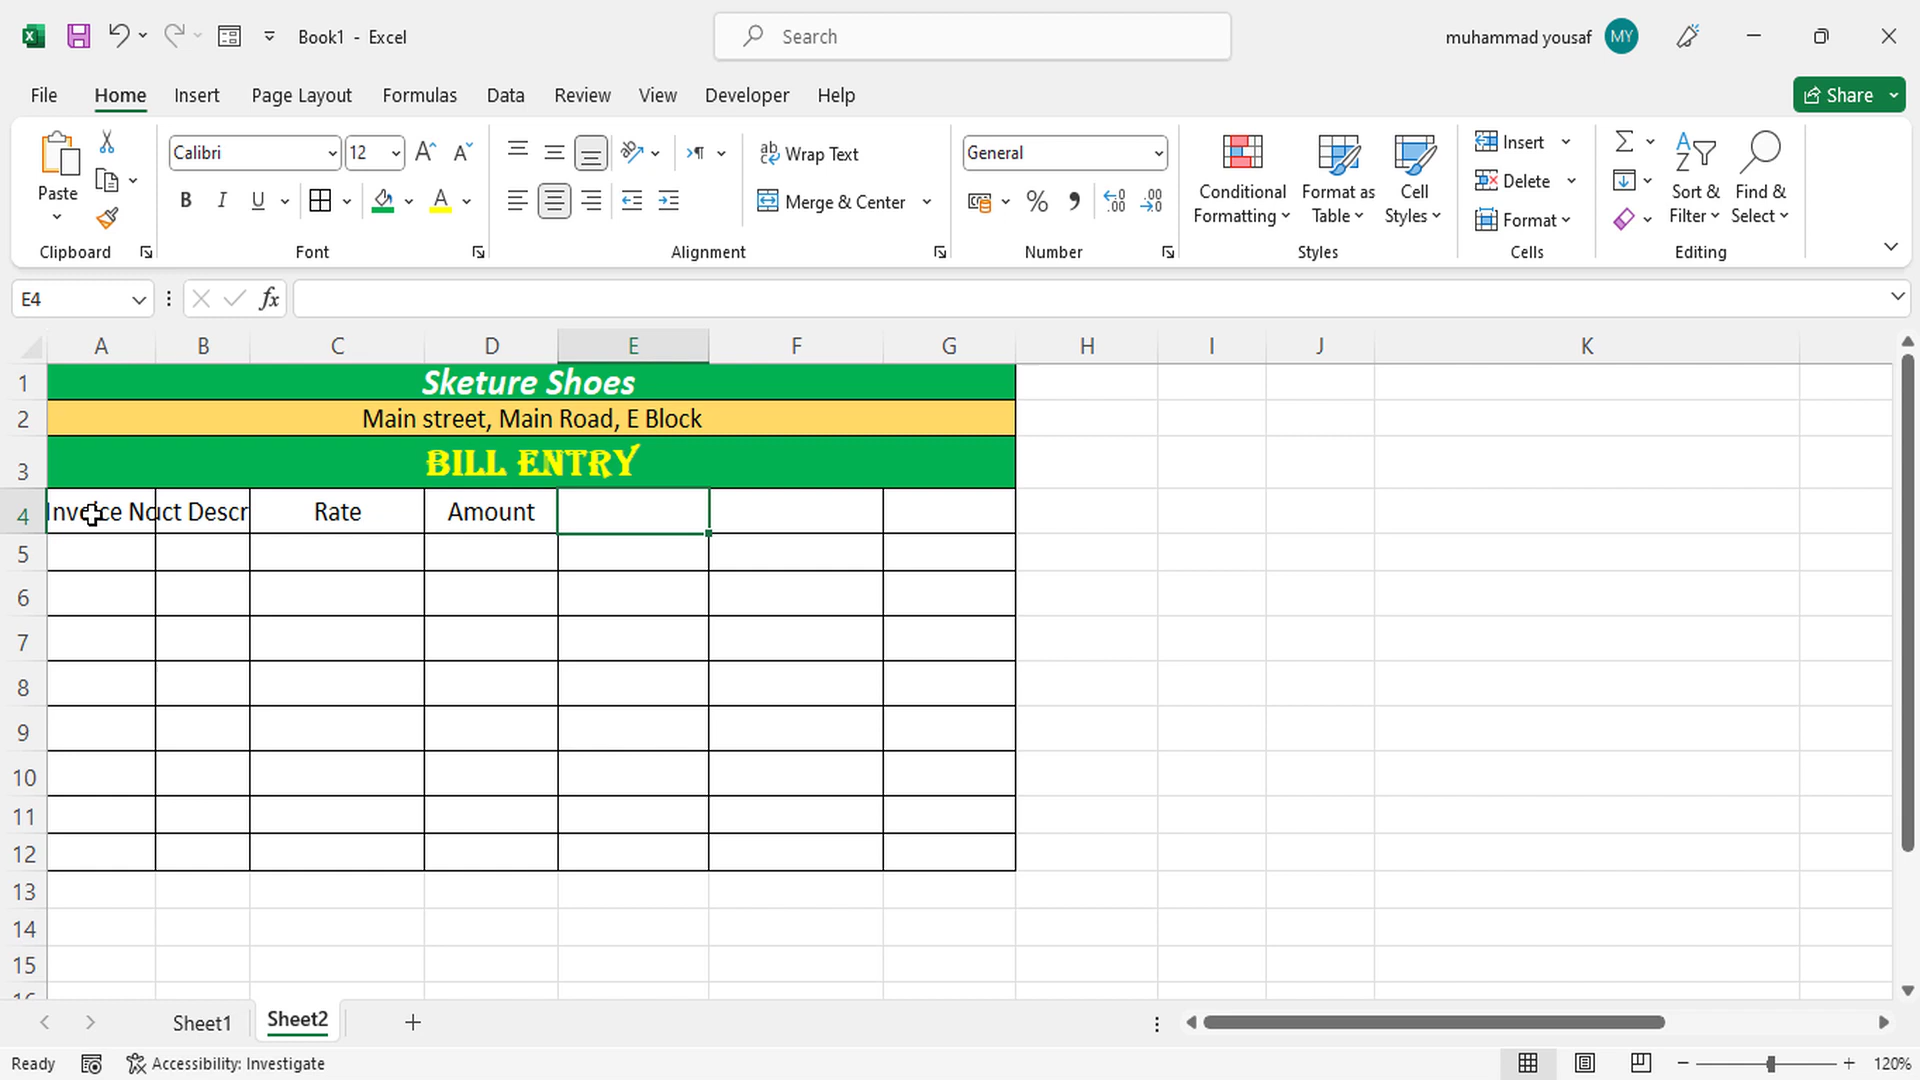 Book1 - Excel
Search
muhammad yousaf
MY
File Home Insert Page Layout Formulas Data Review View Developer Help
Share
Paste
Clipboard
Calibri
12
B I U
Font
Wrap Text
Merge & Center
Alignment
General
Number
Conditional Formatting
Format as Table
Cell Styles
Styles
Insert
Delete
Format
Cells
Sort & Filter
Find & Select
Editing
E4
fx
A B C D E F G H I J K
1 Sketure Shoes
2 Main street, Main Road, E Block
3 BILL ENTRY
4 Invoice No uct Descr Rate Amount
5
6
7
8
9
10
11
12
13
14
15
16
Sheet1 Sheet2
Ready
Accessibility: Investigate
120%